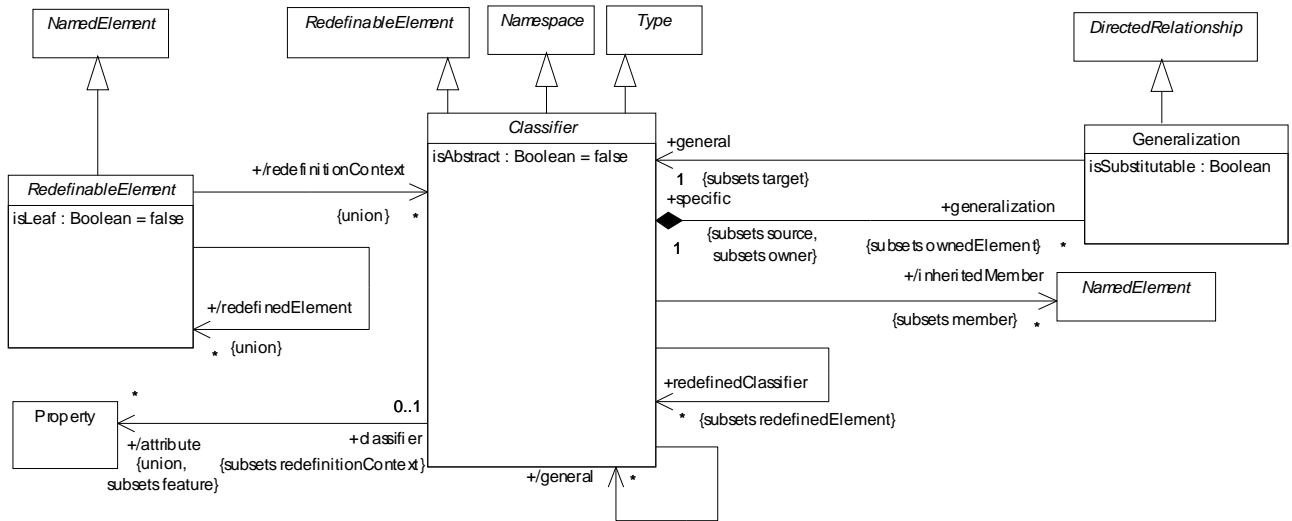 NamedElement
RedefinableElement
Namespace
Type
DirectedRelationship
Classifier
isAbstract : Boolean = false
Generalization
isSubstitutable : Boolean
+general
1
{subsets target}
+/redefinitionContext
{union}
*
RedefinableElement
isLeaf : Boolean = false
+specific
1
{subsets source,
subsets owner}
+generalization
{subsets ownedElement}
*
+/inheritedMember
{subsets member}
*
NamedElement
+/redefinedElement
*
{union}
+redefinedClassifier
*
{subsets redefinedElement}
Property
*
+/attribute
{union,
subsets feature}
0..1
+classifier
{subsets redefinitionContext}
+/general
*